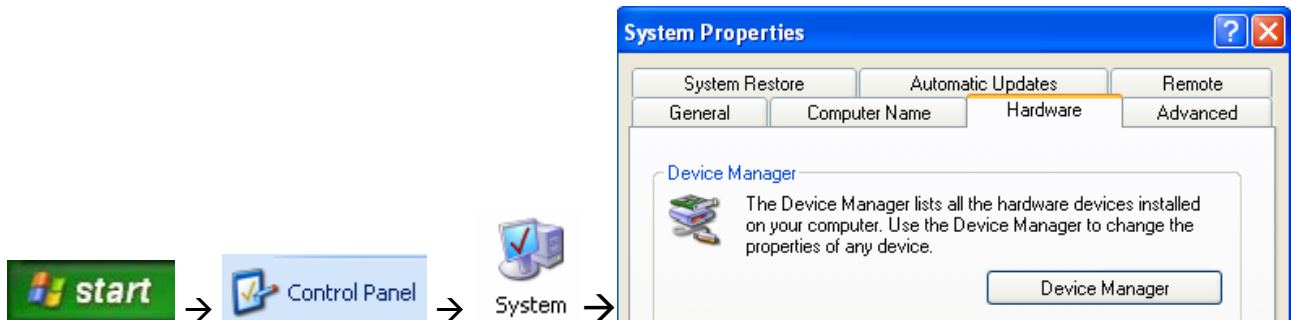 System Properties
System Restore Automatic Updates Remote
General Computer Name Hardware Advanced
Device Manager
The Device Manager lists all the hardware devices installed
on your computer. Use the Device Manager to change the
properties of any device.
Device Manager
start → Control Panel → System →